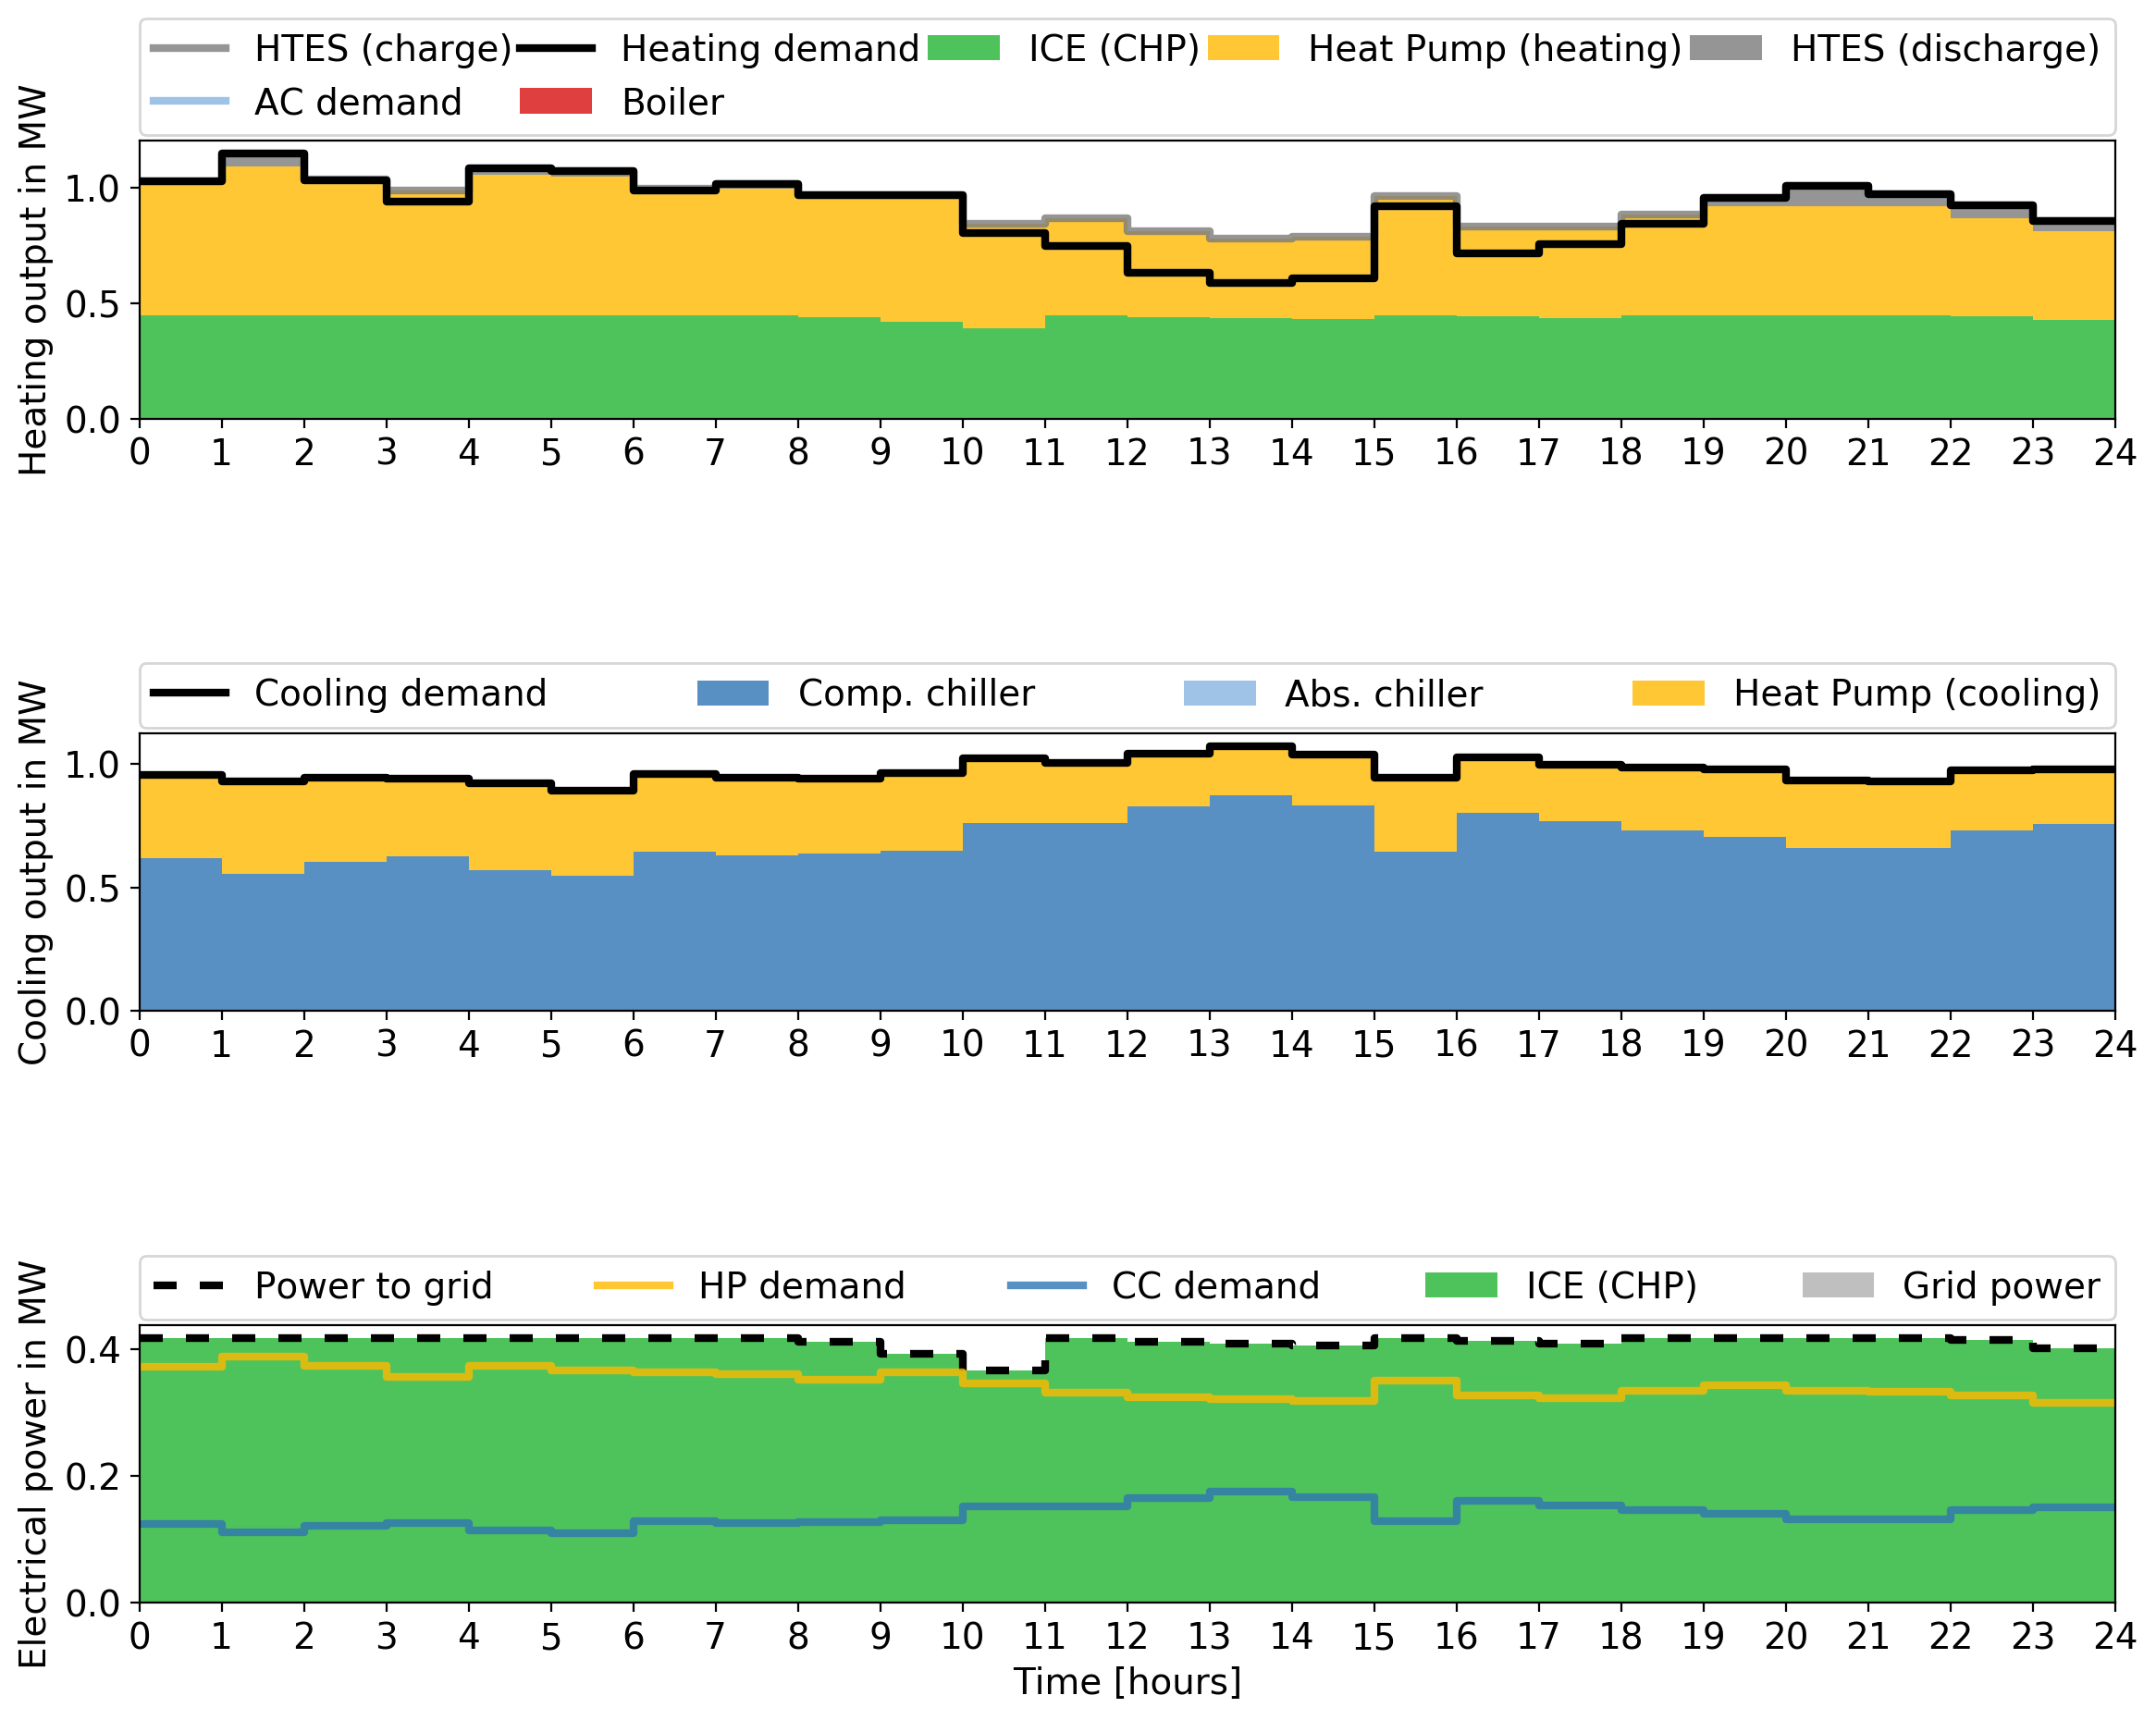 HTES (charge) Heating demand ICE (CHP) Heat Pump (heating) HTES (discharge)
AC demand Boiler
Heating output in MW
1.0
0.5
0.0
0 1 2 3 4 5 6 7 8 9 10 11 12 13 14 15 16 17 18 19 20 21 22 23 24
Cooling demand Comp. chiller Abs. chiller Heat Pump (cooling)
Cooling output in MW
1.0
0.5
0.0
0 1 2 3 4 5 6 7 8 9 10 11 12 13 14 15 16 17 18 19 20 21 22 23 24
Power to grid HP demand CC demand ICE (CHP) Grid power
Electrical power in MW
0.4
0.2
0.0
0 1 2 3 4 5 6 7 8 9 10 11 12 13 14 15 16 17 18 19 20 21 22 23 24
Time [hours]